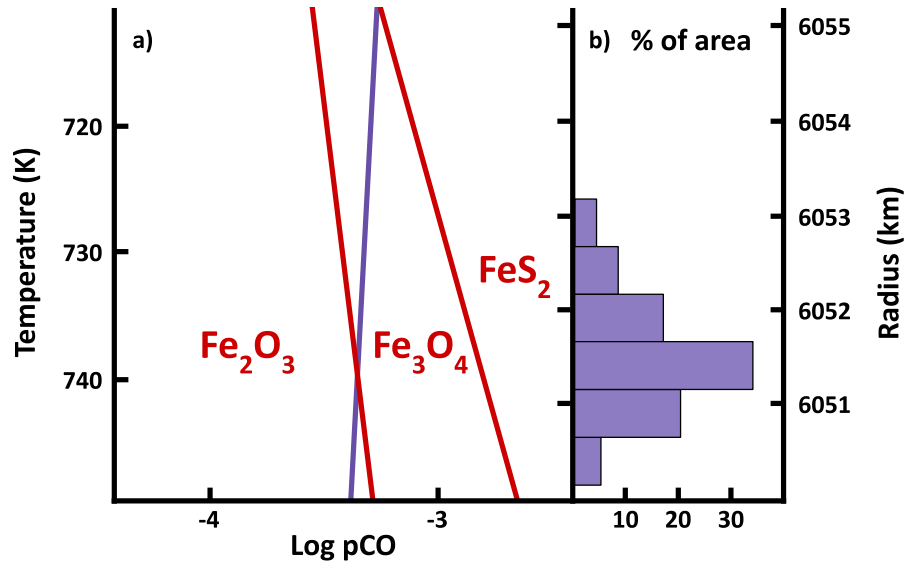 a)
b) % of area
720
730
740
Temperature (K)
Fe2O3
Fe3O4
FeS2
-4
-3
Log pCO
10
20
30
6055
6054
6053
6052
6051
Radius (km)